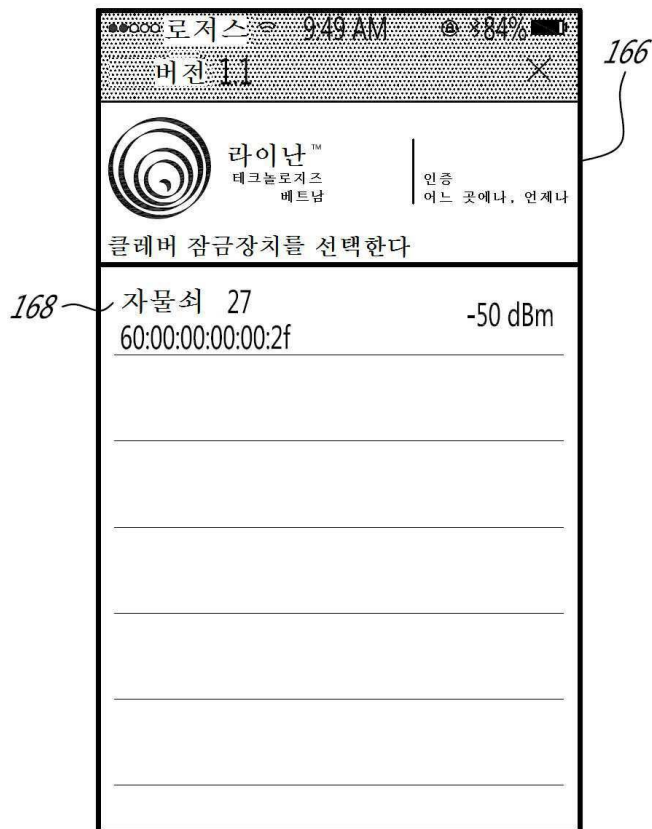 로저스 9:49 AM 84%
버전 1.1
166
라이난™
테크놀로지즈
베트남
인증
어느 곳에나, 언제나
클레버 잠금장치를 선택한다
168
자물쇠 27
-50 dBm
60:00:00:00:00:2f